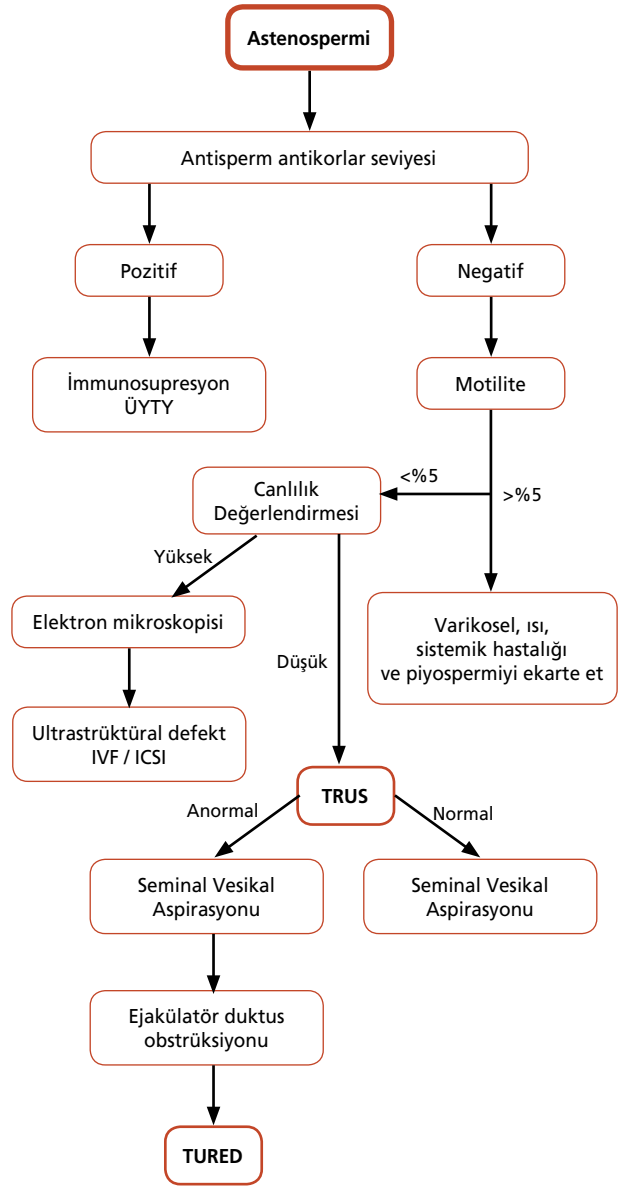 Astenospermi
Antisperm antikorlar seviyesi
Pozitif
Negatif
İmmunosupresyon
ÜYTY
Motilite
<%5
>%5
Canlılık
Değerlendirmesi
Yüksek
Elektron mikroskopisi
Varikosel, ısı,
sistemik hastalığı
ve piyospermiyi ekarte et
Düşük
Ultrastrüktüral defekt
IVF / ICSI
TRUS
Anormal
Normal
Seminal Vesikal
Aspirasyonu
Seminal Vesikal
Aspirasyonu
Ejakülatör duktus
obstrüksiyonu
TURED